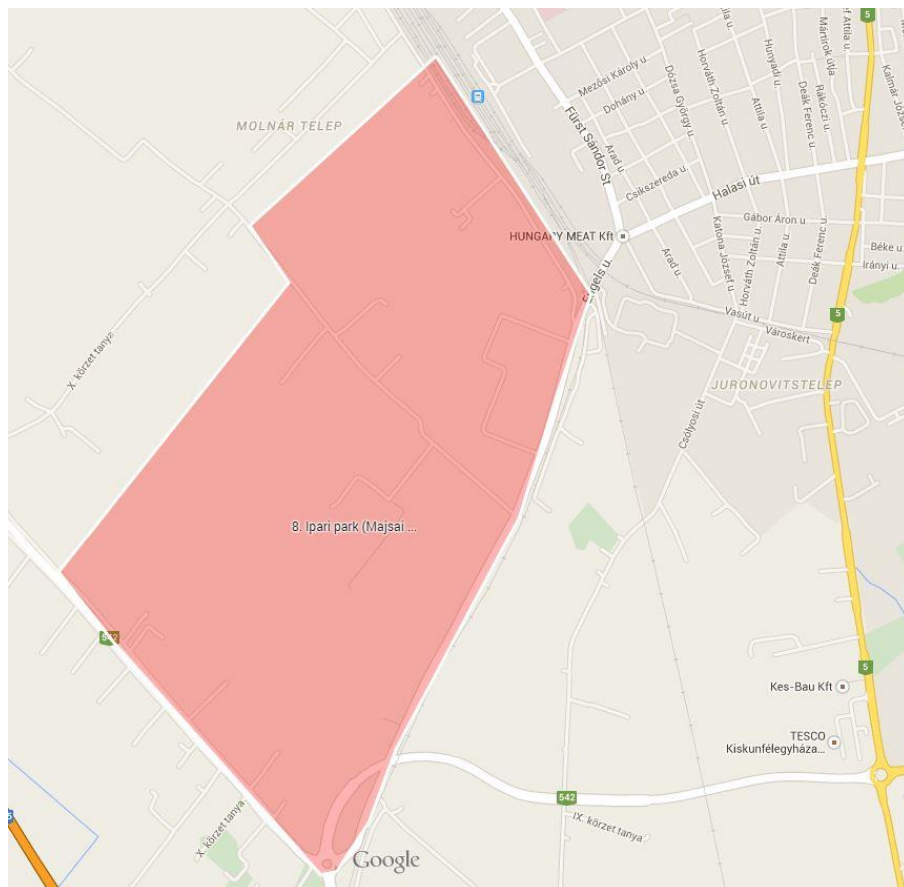 5
ef Attila u.
Mártírok útja
Hunyadi u.
Kalmár Józse
Mezősi Károly u.
Horváth Zoltán u.
Dózsa György u.
Dohány u.
Attila u.
Rákóczi u.
Deák Ferenc u.
Fürst Sándor St
MOLNÁR TELEP
Arad u.
Csikszereda u.
Halasi út
Gábor Áron u.
HUNGARY MEAT Kft
Katona József u.
Horváth Zoltán u.
Attila u.
Deák Ferenc u.
Béke u.
Irányi u.
Arad u.
Engels u.
Vasút u.
Városkert
5
X. körzet tanya
JURONOVITSTELEP
Csólyosi út
8. Ipari park (Majsai ...
542
5
Kes-Bau Kft
TESCO
Kiskunfélegyháza...
542
X. körzet tanya
IX. körzet tanya
Google